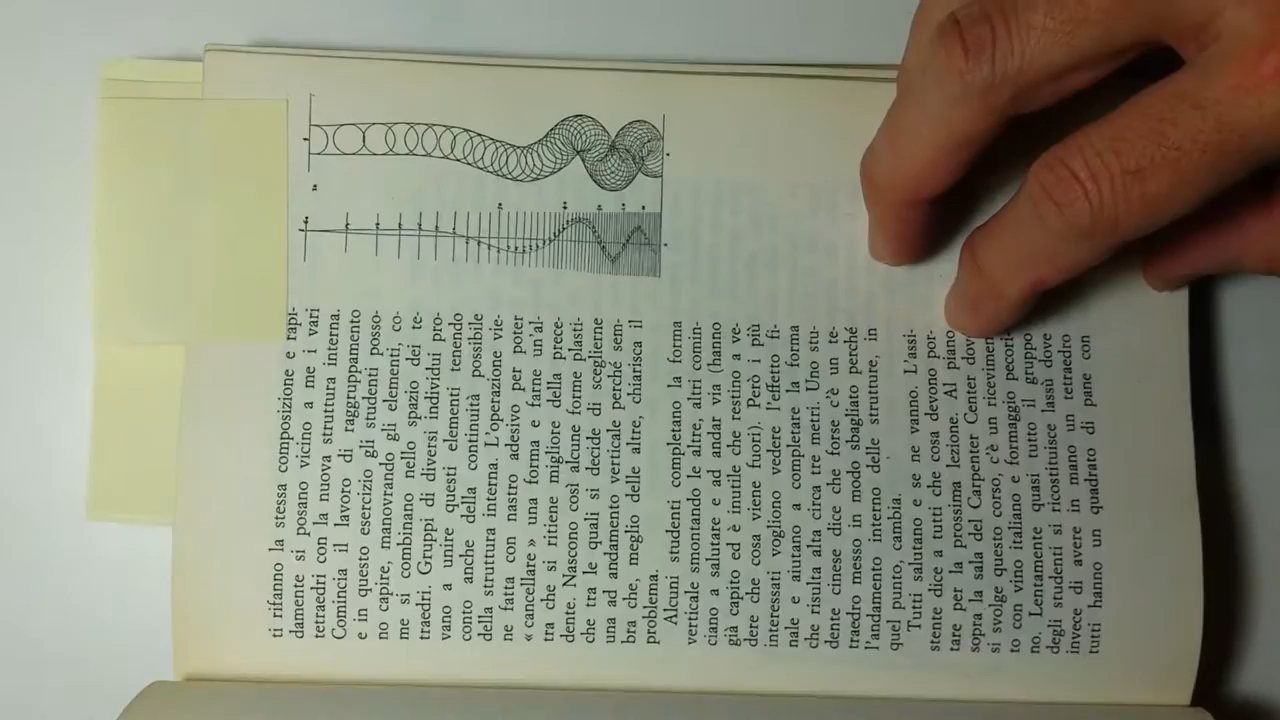 ti rifanno la stessa composizione e rapi-
damente si posano vicino a me i vari
tetraedri con la nuova struttura interna.
Comincia il lavoro di raggruppamento
e in questo esercizio gli studenti posso-
no capire, manovrando gli elementi, co-
me si combinano nello spazio dei te-
traedri. Gruppi di diversi individui pro-
vano a unire questi elementi tenendo
conto anche della continuità possibile
della struttura interna. L'operazione vie-
ne fatta con nastro adesivo per poter
« cancellare » una forma e farne un'al-
tra che si ritiene migliore della prece-
dente. Nascono così alcune forme plasti-
che tra le quali si decide di sceglierne
una ad andamento verticale perché sem-
bra che, meglio delle altre, chiarisca il
problema.
Alcuni studenti completano la forma
verticale smontando le altre, altri comin-
ciano a salutare e ad andar via (hanno
già capito ed è inutile che restino a ve-
dere che cosa viene fuori). Però i più
interessati vogliono vedere l'effetto fi-
nale e aiutano a completare la forma
che risulta alta circa tre metri. Uno stu-
dente cinese dice che forse c'è un te-
traedro messo in modo sbagliato perché
l'andamento interno delle strutture, in
quel punto, cambia.
Tutti salutano e se ne vanno. L'assi-
stente dice a tutti che cosa devono por-
tare per la prossima lezione. Al piano
sopra la sala del Carpenter Center dov
si svolge questo corso, c'è un ricevimen
to con vino italiano e formaggio pecori-
no. Lentamente quasi tutto il gruppo
degli studenti si ricostituisce lassù dove
invece di avere in mano un tetraedro
tutti hanno un quadrato di pane con